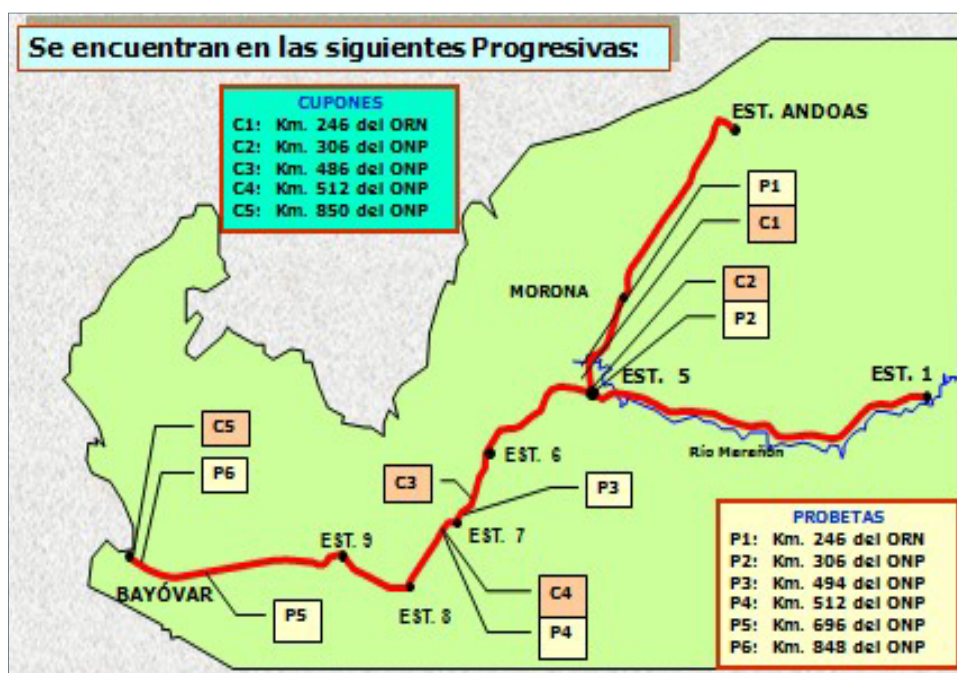 Se encuentran en las siguientes Progresivas:
CUPONES
C1: Km. 246 del ORN
C2: Km. 306 del ONP
C3: Km. 486 del ONP
C4: Km. 512 del ONP
C5: Km. 850 del ONP
EST. ANDOAS
P1
C1
MORONA
C2
P2
EST. 5
EST. 1
C5
P6
EST. 6
Río Marañón
C3
P3
EST. 7
EST. 9
BAYÓVAR
P5
EST. 8
C4
P4
PROBETAS
P1: Km. 246 del ORN
P2: Km. 306 del ONP
P3: Km. 494 del ONP
P4: Km. 512 del ONP
P5: Km. 696 del ONP
P6: Km. 848 del ONP